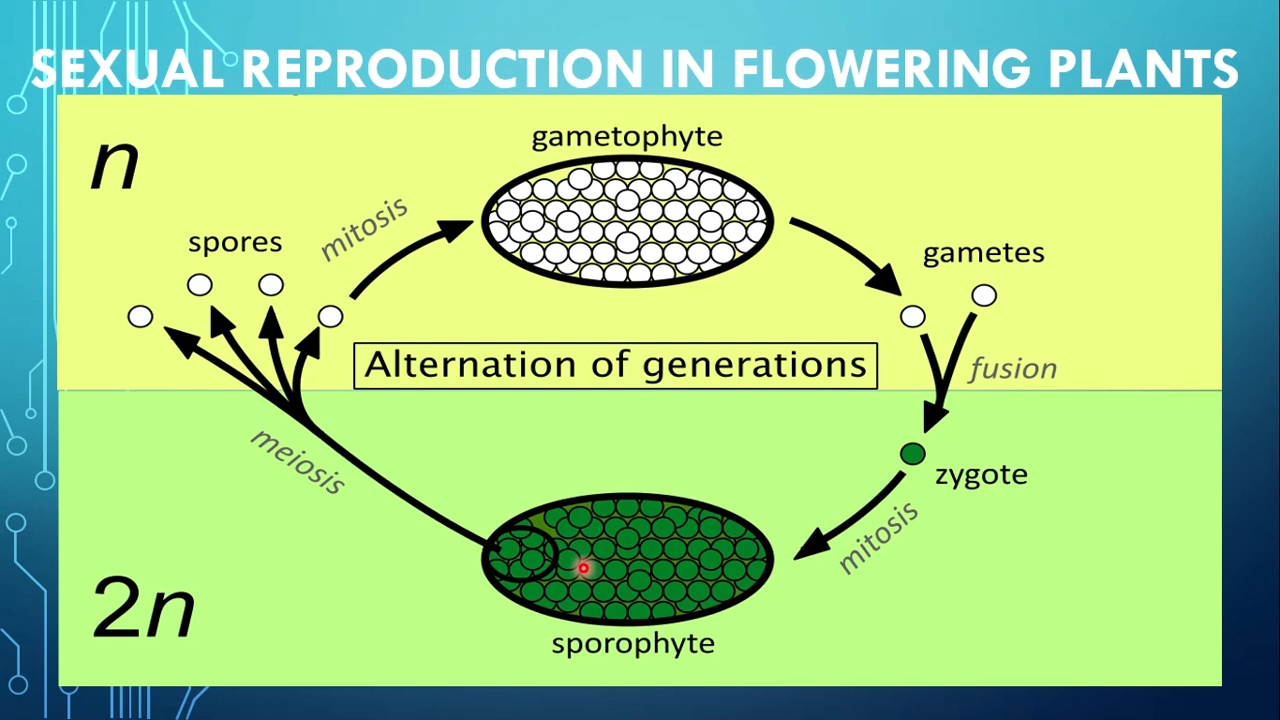 SEXUAL REPRODUCTION IN FLOWERING PLANTS
n
gametophyte
mitosis
spores
gametes
Alternation of generations
fusion
meiosis
zygote
mitosis
2n
sporophyte